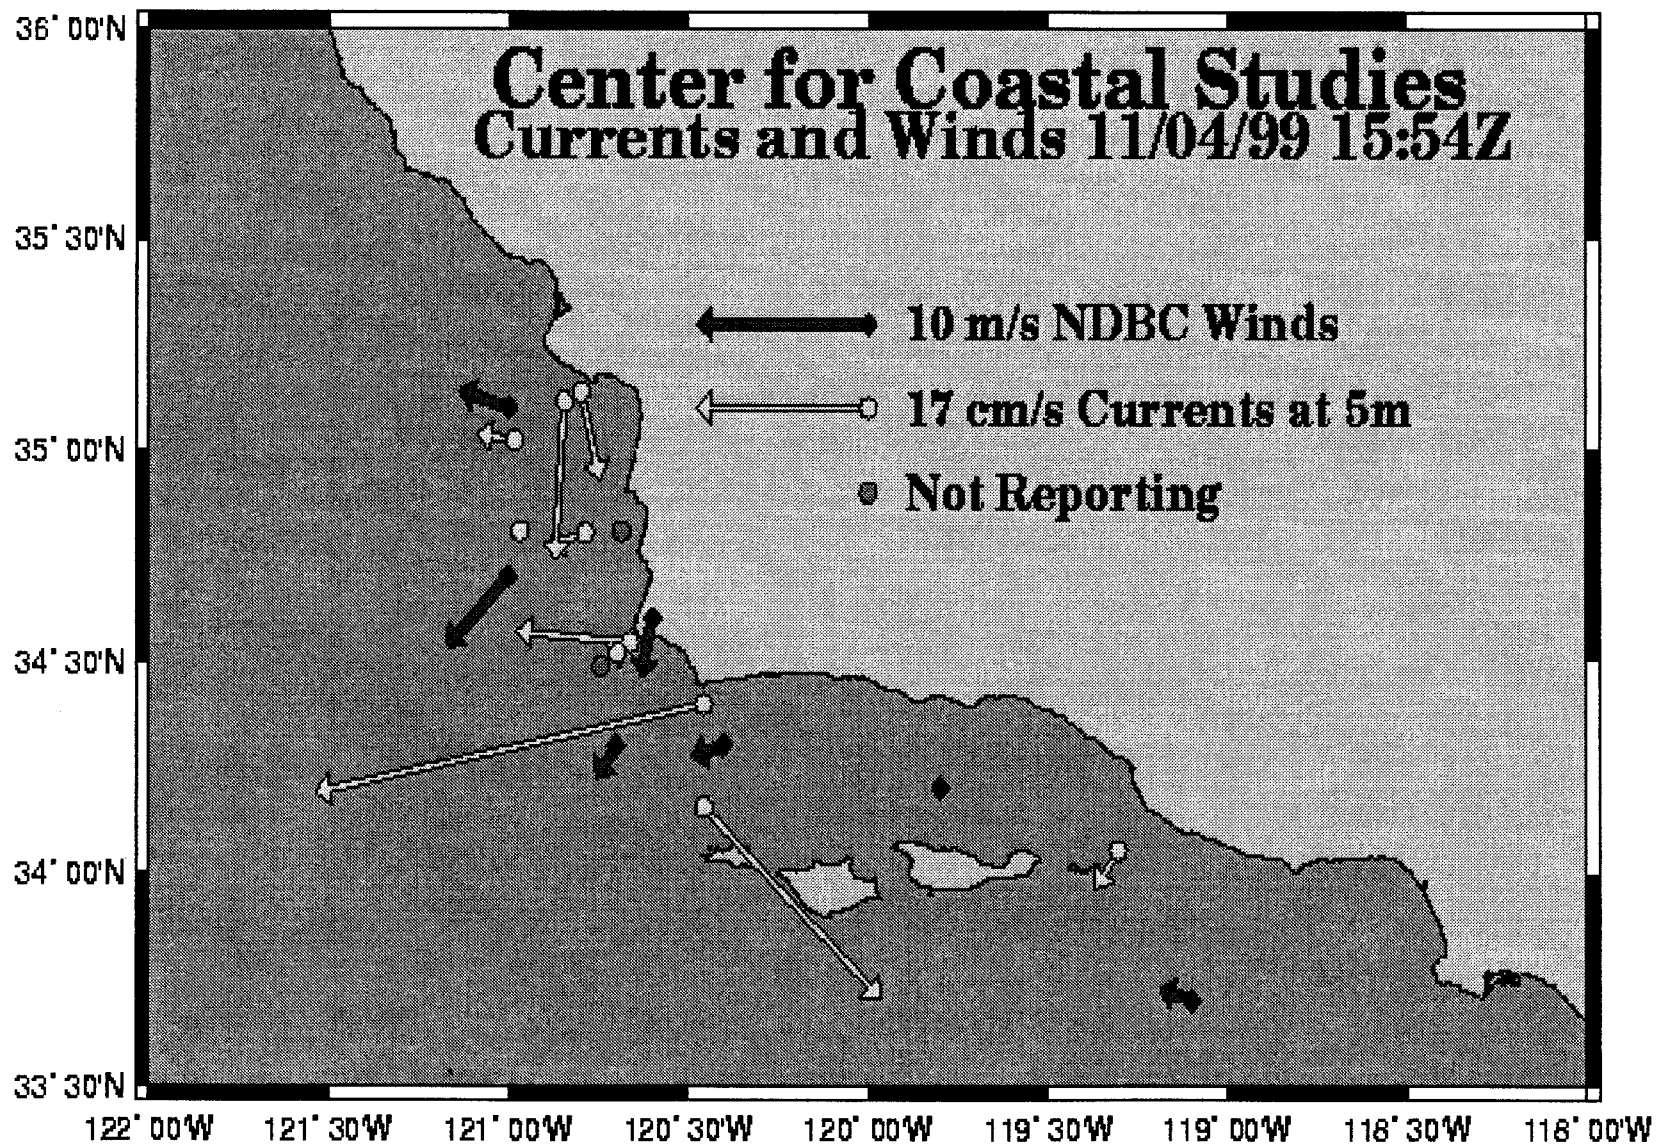 36° 00'N
Center for Coastal Studies
Currents and Winds 11/04/99 15:54Z
35° 30'N
10 m/s NDBC Winds
17 cm/s Currents at 5m
35° 00'N
Not Reporting
34° 30'N
34° 00'N
33° 30'N
122° 00'W 121° 30'W 121° 00'W 120° 30'W 120° 00'W 119° 30'W 119° 00'W 118° 30'W 118° 00'W